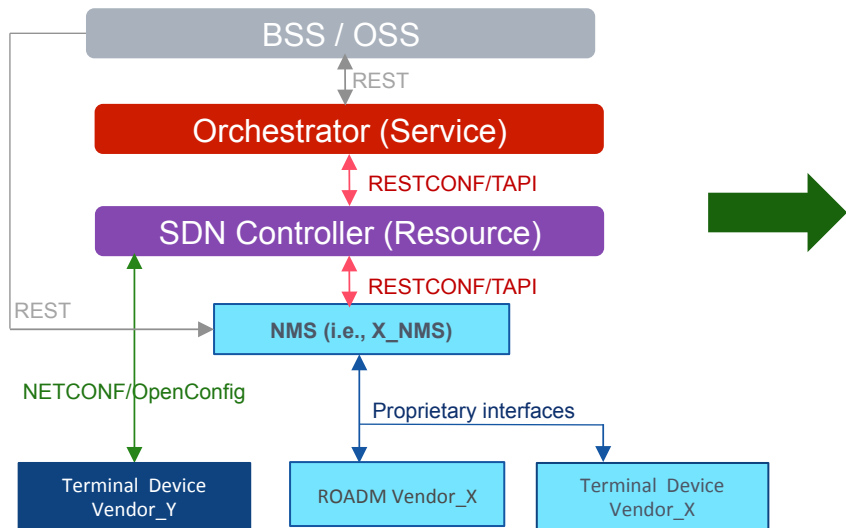 BSS / OSS
REST
Orchestrator (Service)
RESTCONF/TAPI
SDN Controller (Resource)
RESTCONF/TAPI
REST
NMS (i.e., X_NMS)
NETCONF/OpenConfig
Proprietary interfaces
Terminal Device
Vendor_Y
ROADM Vendor_X
Terminal Device
Vendor_X